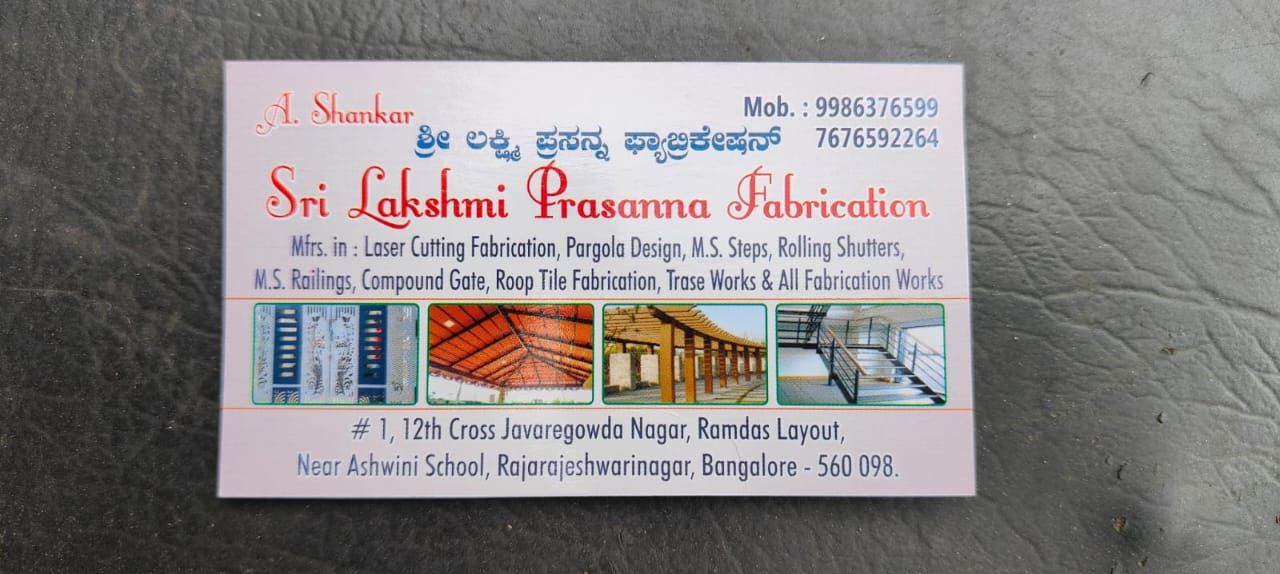 A. Shankar
Mob. : 9986376599
7676592264
ಶ್ರೀ ಲಕ್ಷ್ಮಿ ಪ್ರಸನ್ನ ಫ್ಯಾಬ್ರಿಕೇಷನ್
Sri Lakshmi Prasanna Fabrication
Mfrs. in : Laser Cutting Fabrication, Pargola Design, M.S. Steps, Rolling Shutters,
M.S. Railings, Compound Gate, Roop Tile Fabrication, Trase Works & All Fabrication Works
# 1, 12th Cross Javaregowda Nagar, Ramdas Layout,
Near Ashwini School, Rajarajeshwarinagar, Bangalore - 560 098.